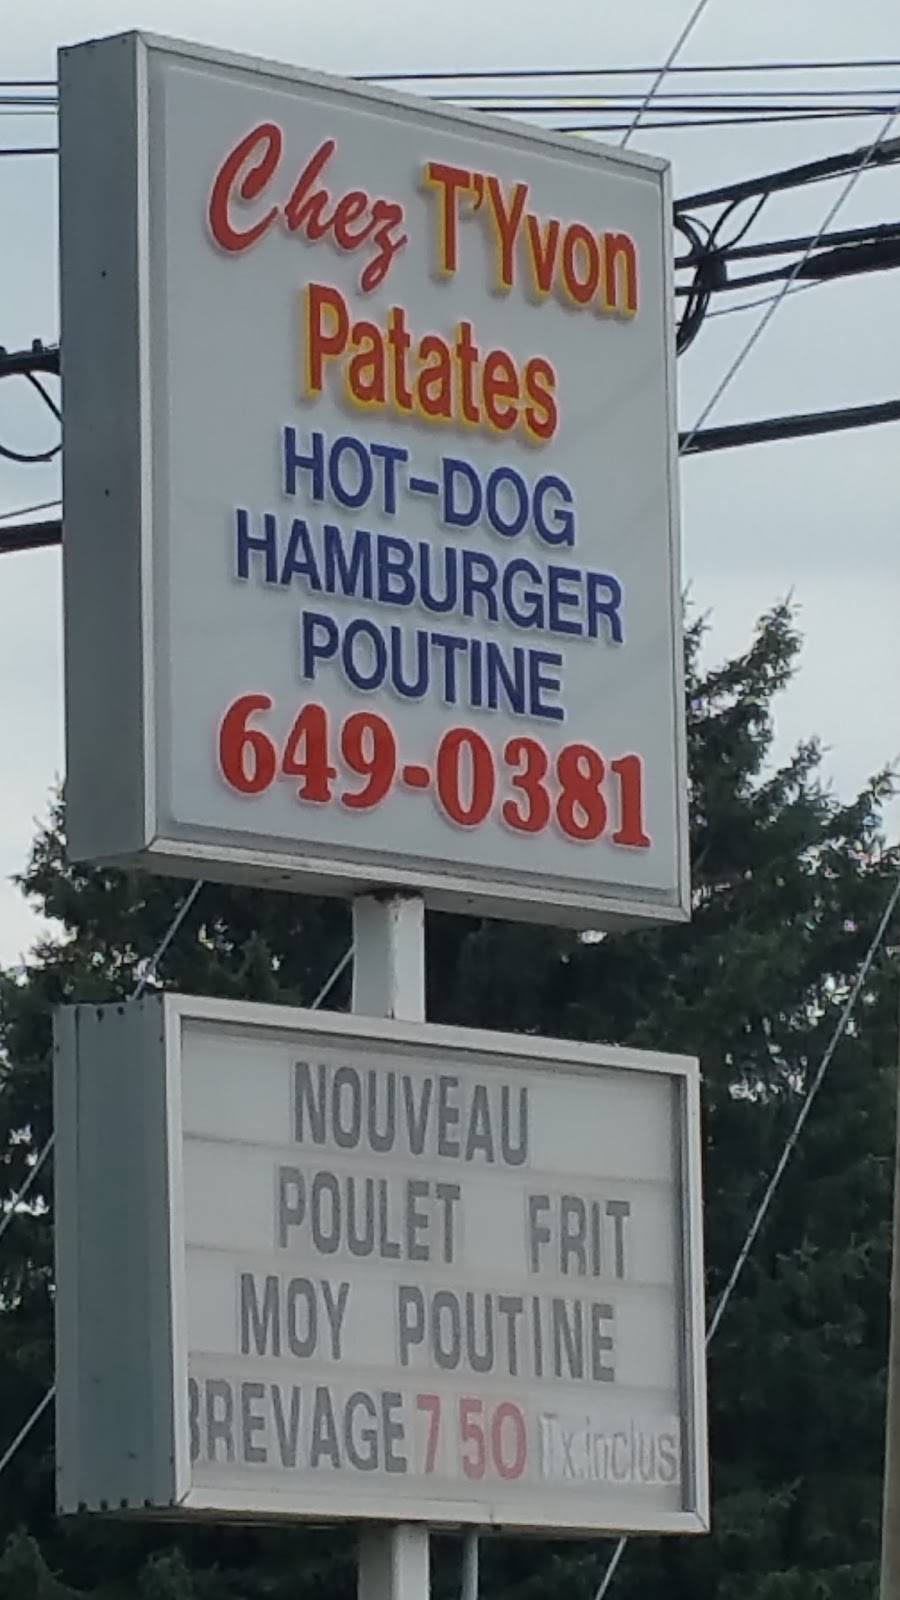 Chez T'Yvon
Patates
HOT-DOG
HAMBURGER
POUTINE
649-0381
NOUVEAU
POULET FRIT
MOY POUTINE
BREVAGE 7 50 Tx.inclus